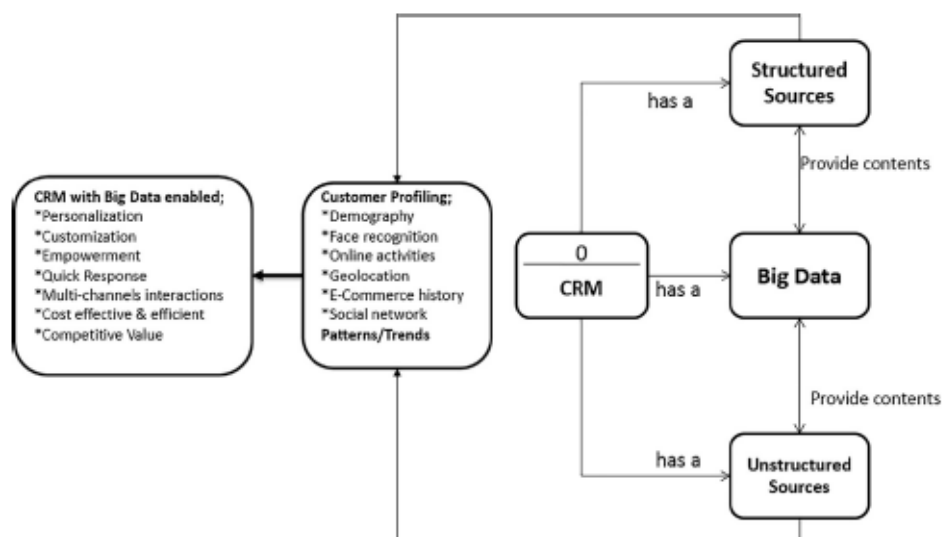 Structured
Sources
has a
Provide contents
CRM with Big Data enabled;
*Personalization
*Customization
*Empowerment
*Quick Response
*Multi-channels interactions
*Cost effective & efficient
*Competitive Value
Customer Profiling;
*Demography
*Face recognition
*Online activities
*Geolocation
*E-Commerce history
*Social network
Patterns/Trends
0
CRM
has a
Big Data
Provide contents
has a
Unstructured
Sources